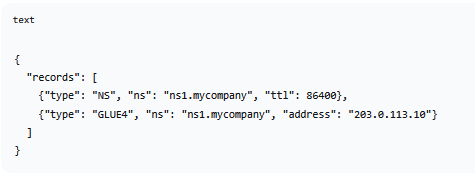 text
{
  "records": [
    {"type": "NS", "ns": "ns1.mycompany", "ttl": 86400},
    {"type": "GLUE4", "ns": "ns1.mycompany", "address": "203.0.113.10"}
  ]
}